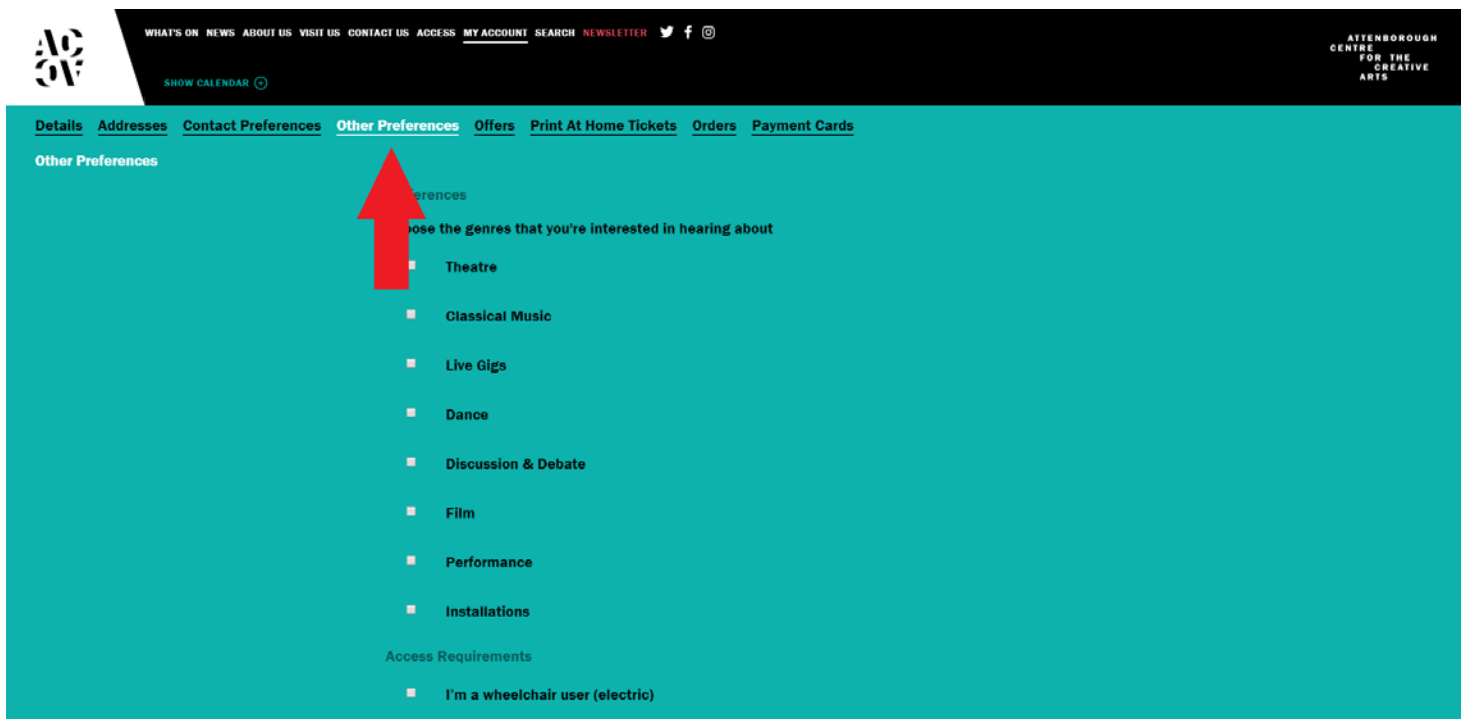 WHAT'S ON NEWS ABOUT US VISIT US CONTACT US ACCESS MY ACCOUNT SEARCH NEWSLETTER
SHOW CALENDAR
ATTENBOROUGH
CENTRE
FOR THE
CREATIVE
ARTS
Details Addresses Contact Preferences Other Preferences Offers Print At Home Tickets Orders Payment Cards
Other Preferences
erences
ose the genres that you're interested in hearing about
Theatre
Classical Music
Live Gigs
Dance
Discussion & Debate
Film
Performance
Installations
Access Requirements
I'm a wheelchair user (electric)